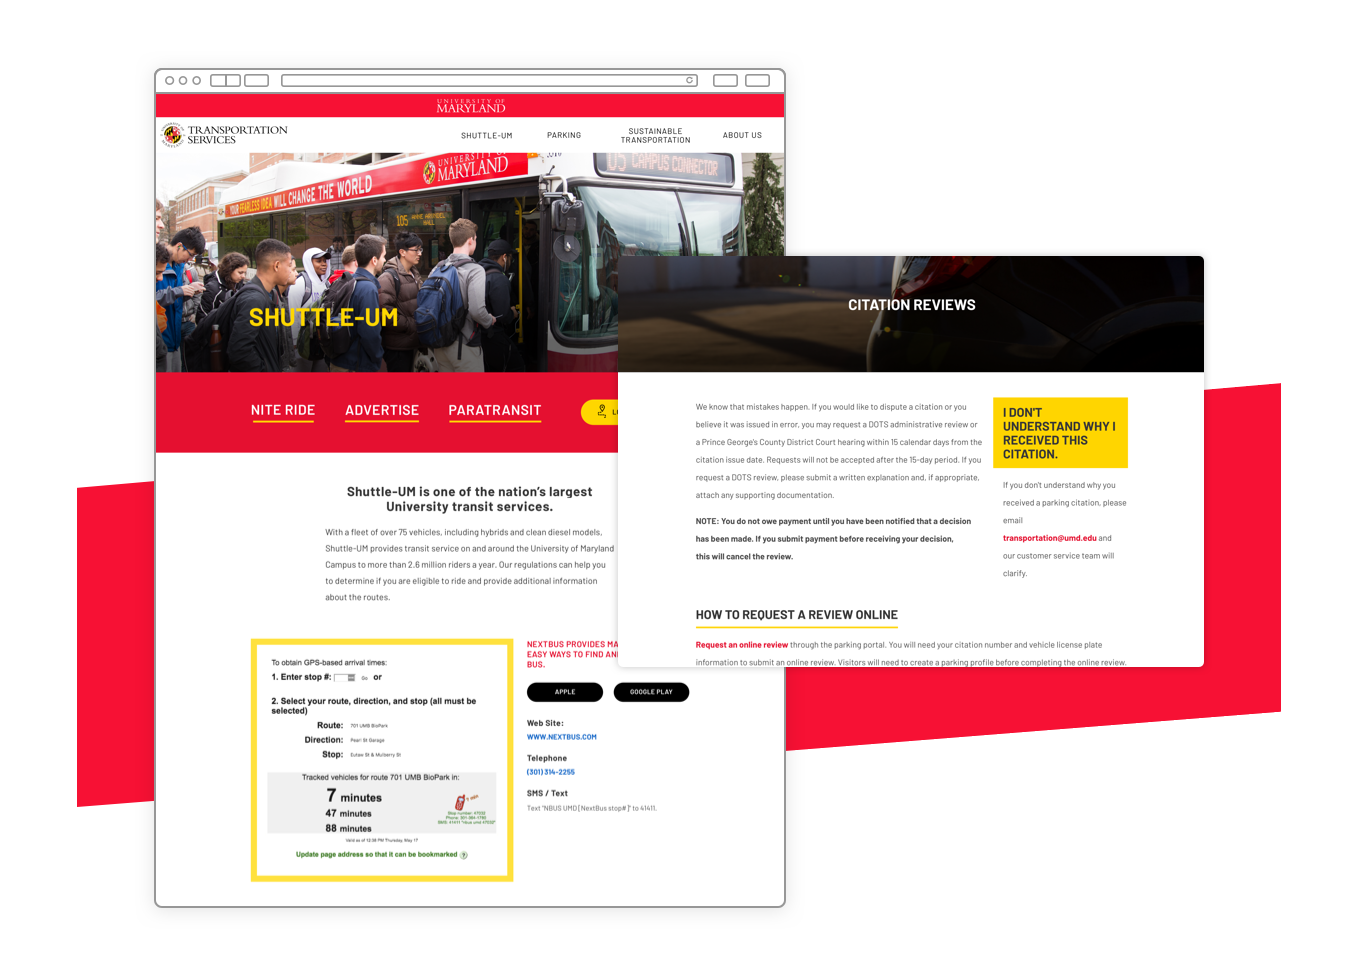 UNIVERSITY OF
MARYLAND
TRANSPORTATION
SERVICES
SHUTTLE-UM
PARKING
SUSTAINABLE
TRANSPORTATION
ABOUT US
YOUR FEARLESS IDEA WILL CHANGE THE WORLD
UNIVERSITY OF
MARYLAND
105 ANNE ARUNDEL
HALL
105 CAMPUS CONNECTOR
SHUTTLE-UM
NITE RIDE
ADVERTISE
PARATRANSIT
Shuttle-UM is one of the nation's largest
University transit services.
With a fleet of over 75 vehicles, including hybrids and clean diesel models,
Shuttle-UM provides transit service on and around the University of Maryland
Campus to more than 2.6 million riders a year. Our regulations can help you
to determine if you are eligible to ride and provide additional information
about the routes.
To obtain GPS-based arrival times:
1. Enter stop #: Go or
2. Select your route, direction, and stop (all must be
selected)
Route: 701 UMB BioPark
Direction: Pearl St Garage
Stop: Eutaw St & Mulberry St
Tracked vehicles for route 701 UMB BioPark in:
7 minutes
47 minutes
88 minutes
Valid as of 12:38 PM Thursday, May 17
Update page address so that it can be bookmarked ?
NEXTBUS PROVIDES MA
EASY WAYS TO FIND AN
BUS.
APPLE
GOOGLE PLAY
Web Site:
WWW.NEXTBUS.COM
Telephone
(301) 314-2255
SMS / Text
Text "NBUS UMD [NextBus stop#]" to 41411.
CITATION REVIEWS
We know that mistakes happen. If you would like to dispute a citation or you
believe it was issued in error, you may request a DOTS administrative review or
a Prince George's County District Court hearing within 15 calendar days from the
citation issue date. Requests will not be accepted after the 15-day period. If you
request a DOTS review, please submit a written explanation and, if appropriate,
attach any supporting documentation.
NOTE: You do not owe payment until you have been notified that a decision
has been made. If you submit payment before receiving your decision,
this will cancel the review.
I DON'T
UNDERSTAND WHY I
RECEIVED THIS
CITATION.
If you don't understand why you
received a parking citation, please
email
transportation@umd.edu and
our customer service team will
clarify.
HOW TO REQUEST A REVIEW ONLINE
Request an online review through the parking portal. You will need your citation number and vehicle license plate
information to submit an online review. Visitors will need to create a parking profile before completing the online review.